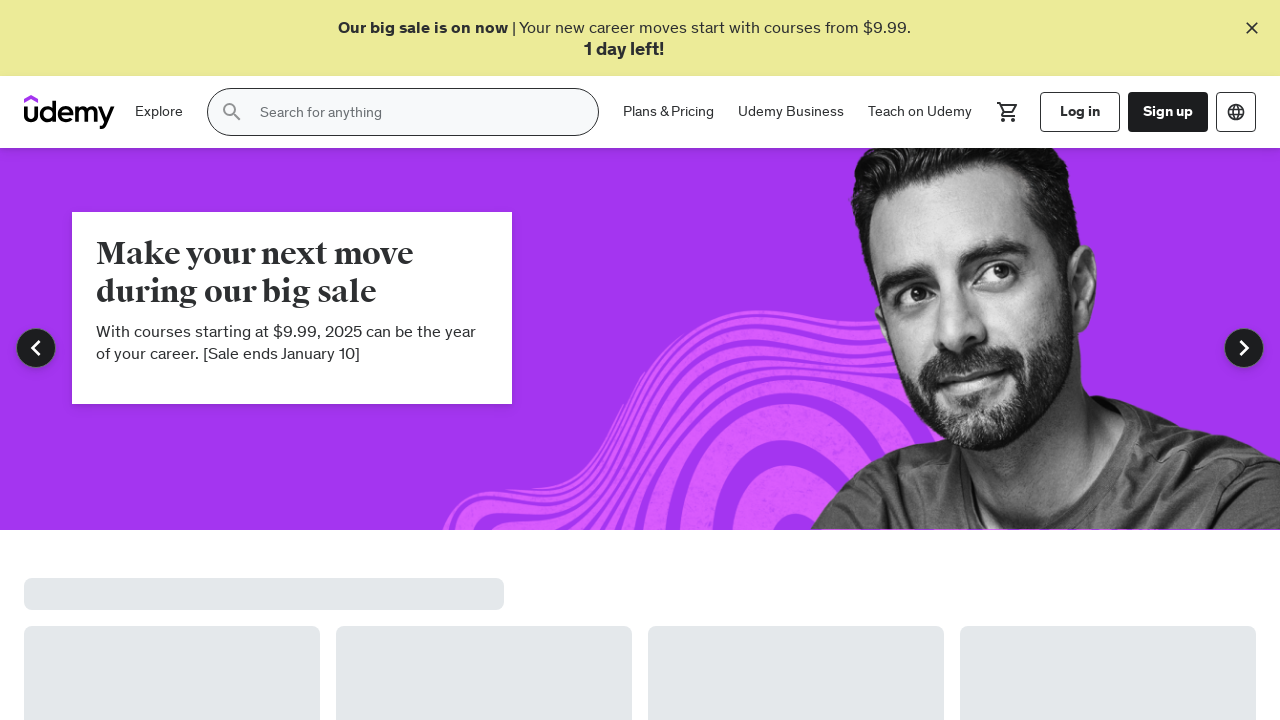 Our big sale is on now | Your new career moves start with courses from $9.99.
1 day left!
udemy
Explore
Search for anything
Plans & Pricing
Udemy Business
Teach on Udemy
Log in
Sign up
Make your next move
during our big sale
With courses starting at $9.99, 2025 can be the year
of your career. [Sale ends January 10]